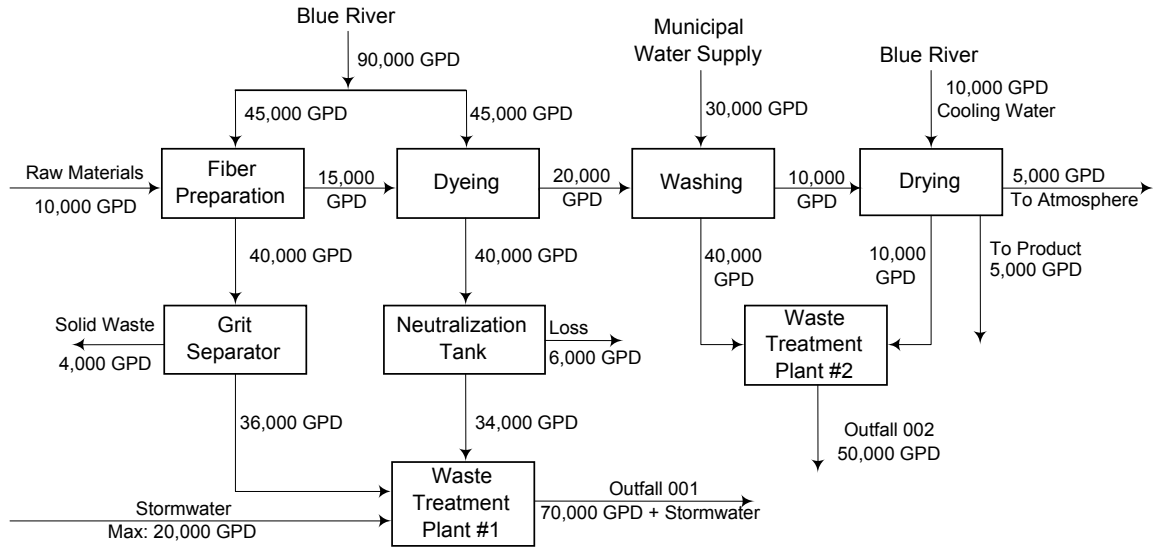 Blue River
90,000 GPD
45,000 GPD
45,000 GPD
Municipal
Water Supply
30,000 GPD
Blue River
10,000 GPD
Cooling Water
Raw Materials
10,000 GPD
Fiber
Preparation
15,000
GPD
Dyeing
20,000
GPD
Washing
10,000
GPD
Drying
5,000 GPD
To Atmosphere
40,000 GPD
40,000 GPD
40,000
GPD
10,000
GPD
To Product
5,000 GPD
Solid Waste
4,000 GPD
Grit
Separator
Neutralization
Tank
Loss
6,000 GPD
Waste
Treatment
Plant #2
36,000 GPD
34,000 GPD
Outfall 002
50,000 GPD
Stormwater
Max: 20,000 GPD
Waste
Treatment
Plant #1
Outfall 001
70,000 GPD + Stormwater